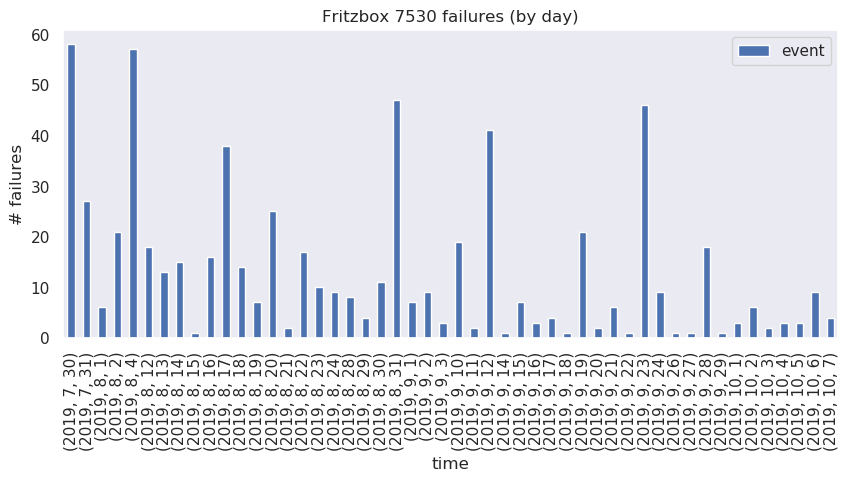 Fritzbox 7530 failures (by day)
event
# failures
60
50
40
30
20
10
0
(2019, 7, 30)
(2019, 7, 31)
(2019, 8, 1)
(2019, 8, 2)
(2019, 8, 4)
(2019, 8, 12)
(2019, 8, 13)
(2019, 8, 14)
(2019, 8, 15)
(2019, 8, 16)
(2019, 8, 17)
(2019, 8, 18)
(2019, 8, 19)
(2019, 8, 20)
(2019, 8, 21)
(2019, 8, 22)
(2019, 8, 23)
(2019, 8, 24)
(2019, 8, 28)
(2019, 8, 29)
(2019, 8, 30)
(2019, 8, 31)
(2019, 9, 1)
(2019, 9, 2)
(2019, 9, 3)
(2019, 9, 10)
(2019, 9, 11)
(2019, 9, 12)
(2019, 9, 14)
(2019, 9, 15)
(2019, 9, 16)
(2019, 9, 17)
(2019, 9, 18)
(2019, 9, 19)
(2019, 9, 20)
(2019, 9, 21)
(2019, 9, 22)
(2019, 9, 23)
(2019, 9, 24)
(2019, 9, 26)
(2019, 9, 27)
(2019, 9, 28)
(2019, 9, 29)
(2019, 10, 1)
(2019, 10, 2)
(2019, 10, 3)
(2019, 10, 4)
(2019, 10, 5)
(2019, 10, 6)
(2019, 10, 7)
time